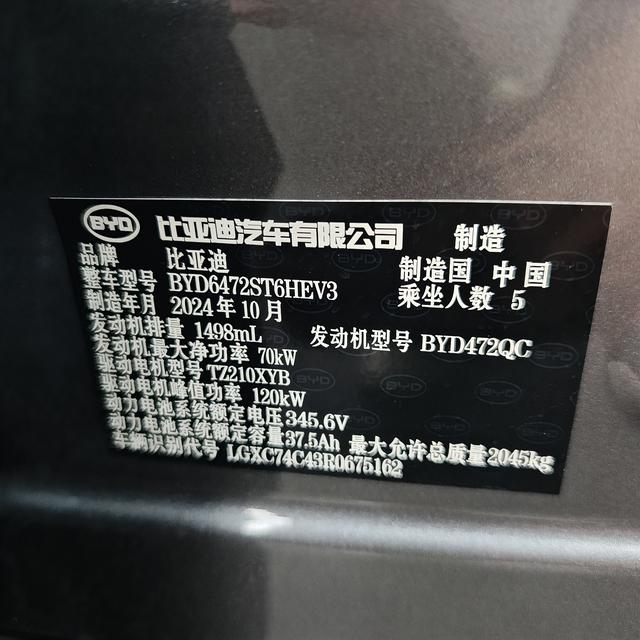 BYD 比亚迪汽车有限公司 制造
品牌 比亚迪 制造国 中国
整车型号 BYD6472ST6HEV3 乘坐人数 5
制造年月 2024年10月
发动机排量 1498mL 发动机型号 BYD472QC
发动机最大净功率 70kW
驱动电机型号 TZ210XYB
驱动电机峰值功率 120kW
动力电池系统额定电压 345.6V
动力电池系统额定容量 37.5Ah 最大允许总质量 2045kg
车辆识别代号 LGXC74C43R0675162